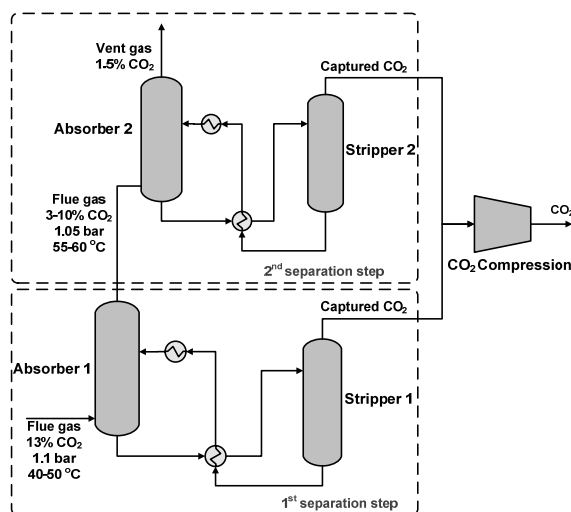 Vent gas
1-5% CO₂
Captured CO₂
Absorber 2
Stripper 2
Flue gas
3-10% CO₂
1.05 bar
55-60 °C
CO₂
CO₂ Compression
2nd separation step
Captured CO₂
Absorber 1
Stripper 1
Flue gas
13% CO₂
1.1 bar
40-50 °C
1st separation step